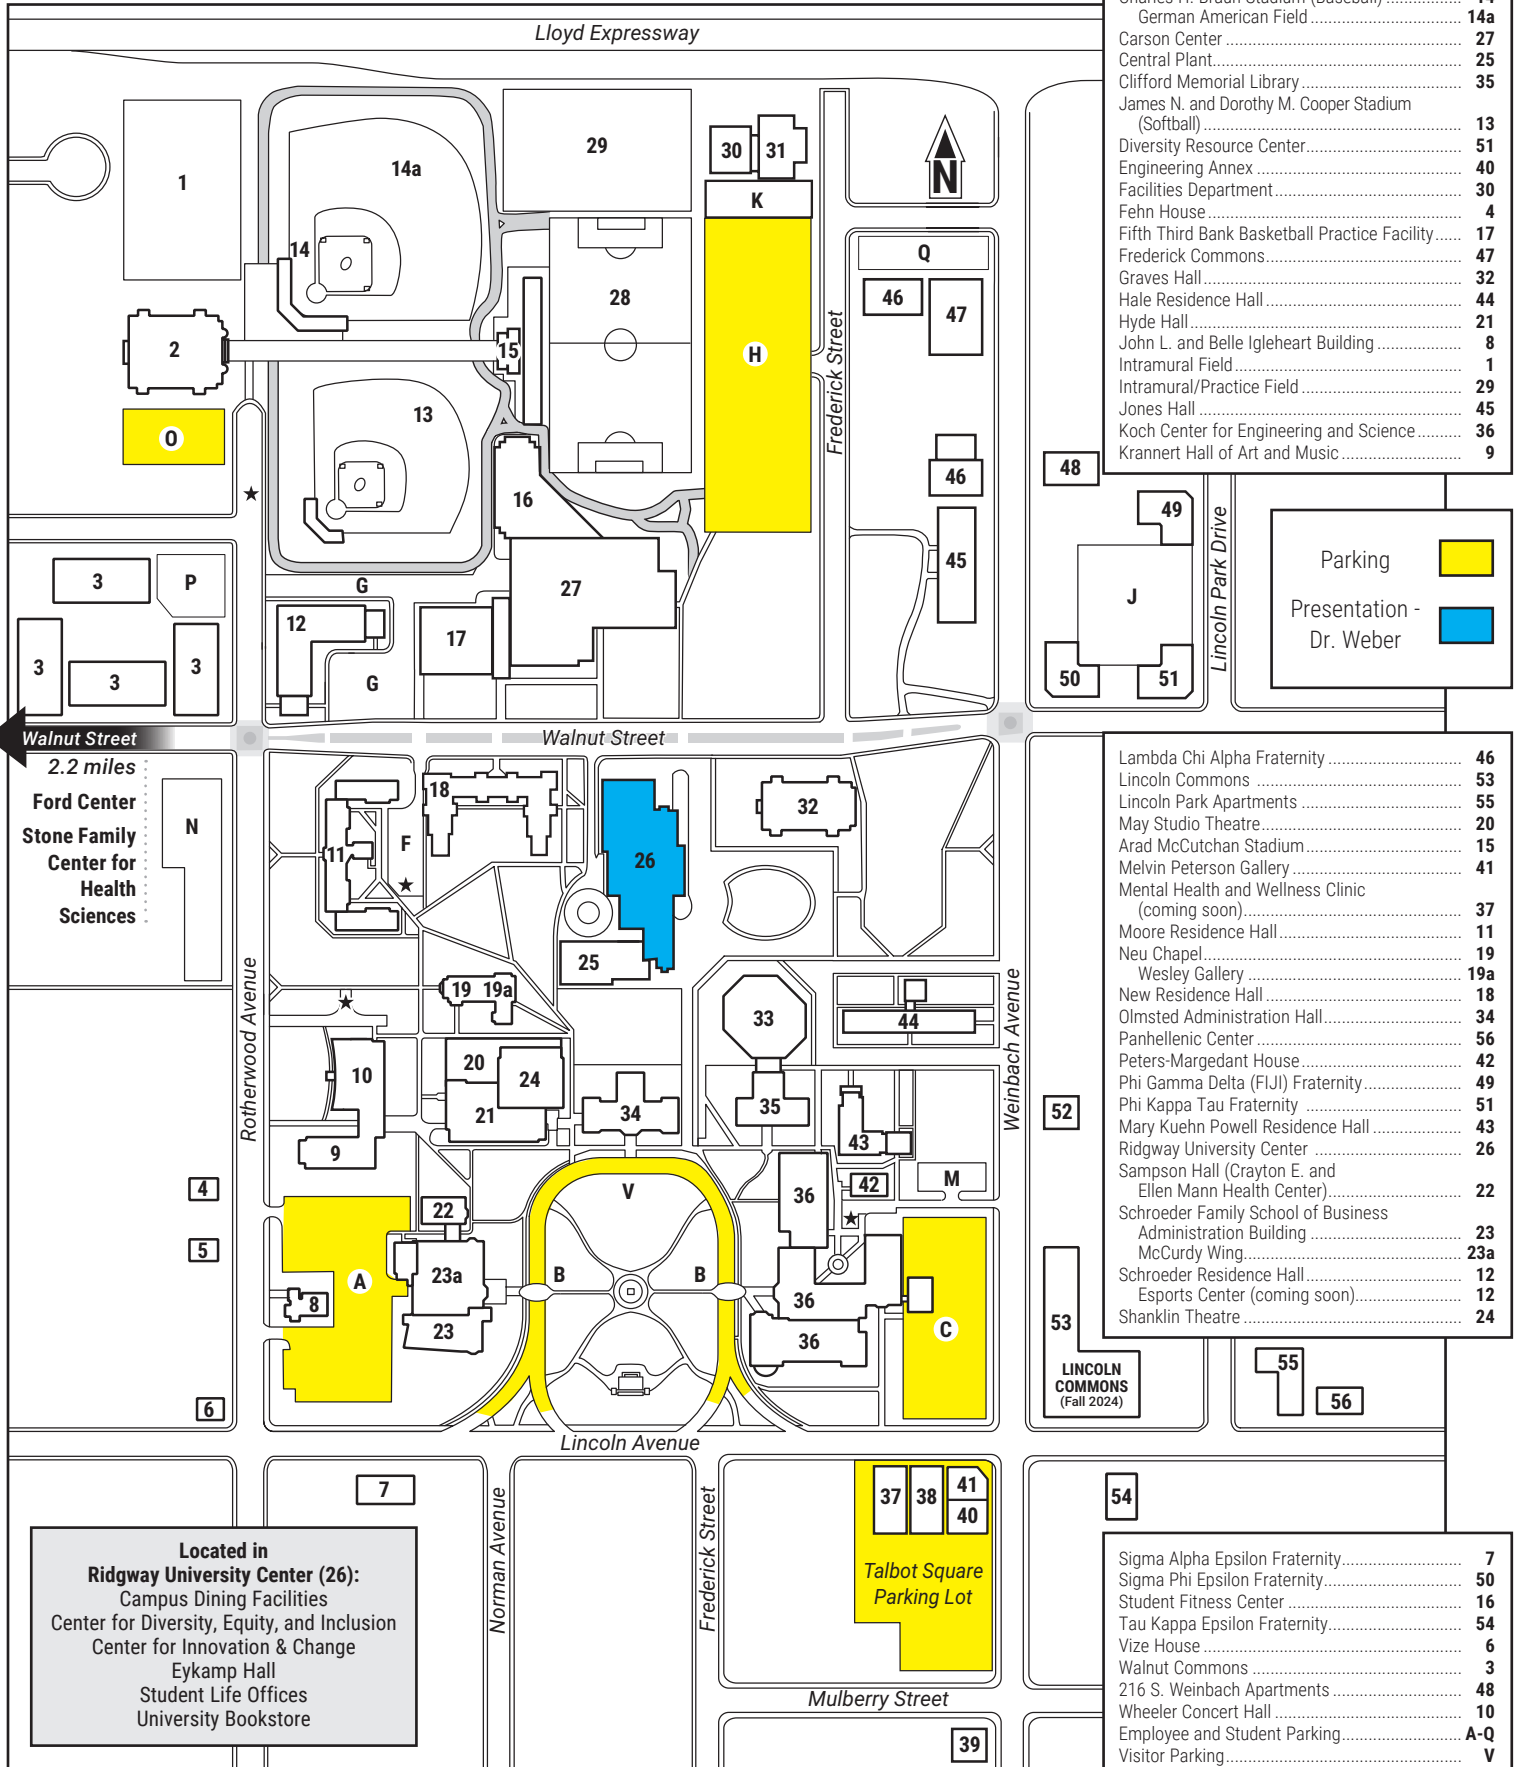 Lloyd Expressway
German American Field 14a
Carson Center 27
Central Plant 25
Clifford Memorial Library 35
James N. and Dorothy M. Cooper Stadium
(Softball) 13
Diversity Resource Center 51
Engineering Annex 40
Facilities Department 30
Fehn House 4
Fifth Third Bank Basketball Practice Facility 17
Frederick Commons 47
Graves Hall 32
Hale Residence Hall 44
Hyde Hall 21
John L. and Belle Igleheart Building 8
Intramural Field 1
Intramural/Practice Field 29
Jones Hall 45
Koch Center for Engineering and Science 36
Krannert Hall of Art and Music 9
1
14a
14
29
30
31
K
N
Q
46
47
28
2
15
H
Frederick Street
13
O
16
46
48
49
45
J
Lincoln Park Drive
Parking
Presentation -
Dr. Weber
3
P
G
12
27
17
3
3
3
G
50
51
Walnut Street
Walnut Street
2.2 miles
Ford Center
Stone Family
Center for
Health
Sciences
N
18
11
F
26
32
25
Lambda Chi Alpha Fraternity 46
Lincoln Commons 53
Lincoln Park Apartments 55
May Studio Theatre 20
Arad McCutchan Stadium 15
Melvin Peterson Gallery 41
Mental Health and Wellness Clinic
(coming soon) 37
Moore Residence Hall 11
Neu Chapel 19
Wesley Gallery 19a
New Residence Hall 18
Olmsted Administration Hall 34
Panhellenic Center 56
Peters-Margedant House 42
Phi Gamma Delta (FIJI) Fraternity 49
Phi Kappa Tau Fraternity 51
Mary Kuehn Powell Residence Hall 43
Ridgway University Center 26
Sampson Hall (Crayton E. and
Ellen Mann Health Center) 22
Schroeder Family School of Business
Administration Building 23
McCurdy Wing 23a
Schroeder Residence Hall 12
Esports Center (coming soon) 12
Shanklin Theatre 24
Rotherwood Avenue
Weinbach Avenue
19
19a
33
44
10
20
24
21
34
35
43
52
9
4
22
V
36
42
M
5
A
23a
B
B
8
23
36
36
C
53
LINCOLN
COMMONS
(Fall 2024)
55
56
6
Lincoln Avenue
7
Norman Avenue
Frederick Street
37
38
41
40
54
Talbot Square
Parking Lot
Located in
Ridgway University Center (26):
Campus Dining Facilities
Center for Diversity, Equity, and Inclusion
Center for Innovation & Change
Eykamp Hall
Student Life Offices
University Bookstore
Mulberry Street
39
Sigma Alpha Epsilon Fraternity 7
Sigma Phi Epsilon Fraternity 50
Student Fitness Center 16
Tau Kappa Epsilon Fraternity 54
Vize House 6
Walnut Commons 3
216 S. Weinbach Apartments 48
Wheeler Concert Hall 10
Employee and Student Parking A-Q
Visitor Parking V